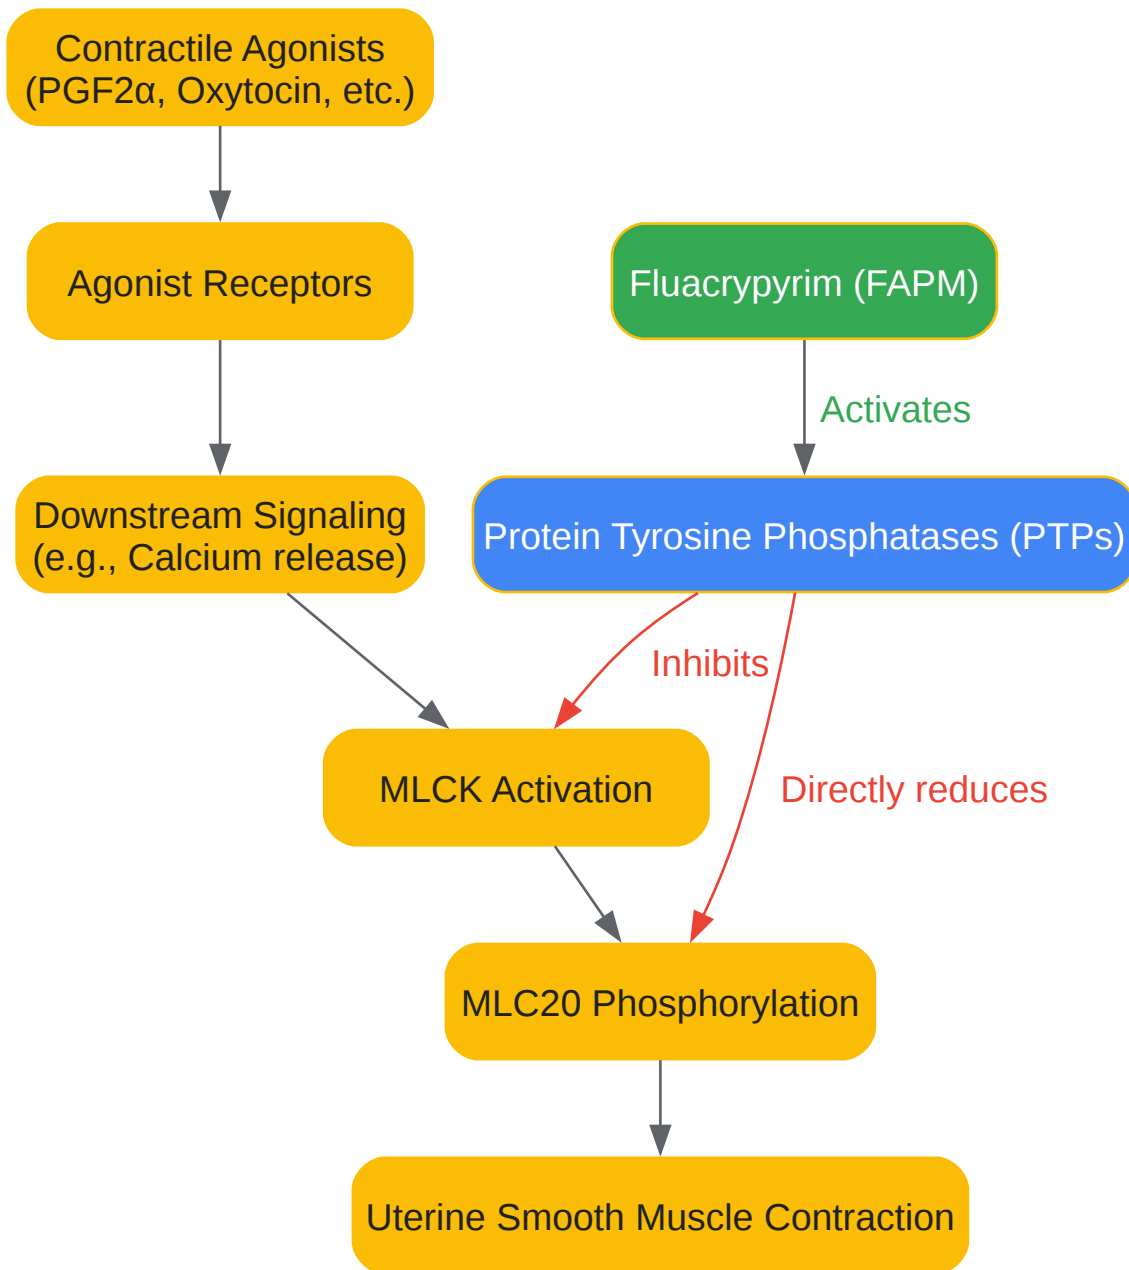 Contractile Agonists
(PGF2α, Oxytocin, etc.)
Agonist Receptors
Fluacrypyrim (FAPM)
Activates
Downstream Signaling
(e.g., Calcium release)
Protein Tyrosine Phosphatases (PTPs)
Inhibits
MLCK Activation
Directly reduces
MLC20 Phosphorylation
Uterine Smooth Muscle Contraction